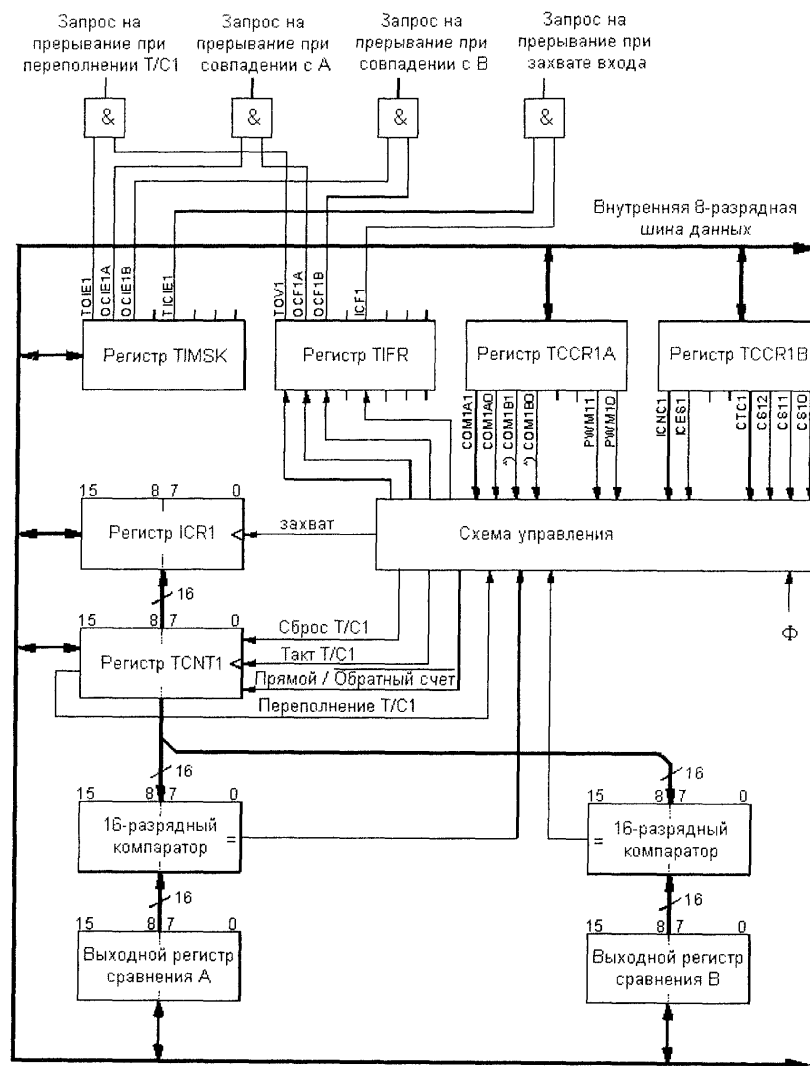 Запрос на
прерывание при
переполнении Т/С1
Запрос на
прерывание при
совпадении с А
Запрос на
прерывание при
совпадении с В
Запрос на
прерывание при
захвате входа
&
&
&
&
Внутренняя 8-разрядная
шина данных
TOIE1
OCIE1A
OCIE1B
TICIE1
TOV1
OCF1A
OCF1B
ICF1
Регистр TIMSK
Регистр TIFR
Регистр TCCR1A
Регистр TCCR1B
COM1A1
COM1A0
*) COM1B1
*) COM1B0
PWM11
PWM10
ICNC1
ICES1
CTC1
CS12
CS11
CS10
15 8 7 0
Регистр ICR1
захват
Схема управления
16
Ф
15 8 7 0
Регистр TCNT1
Сброс Т/С1
Такт Т/С1
Прямой / Обратный счет
Переполнение Т/С1
16
16
15 8 7 0
16-разрядный
компаратор
=
15 8 7 0
=
16-разрядный
компаратор
16
16
15 8 7 0
Выходной регистр
сравнения А
15 8 7 0
Выходной регистр
сравнения В